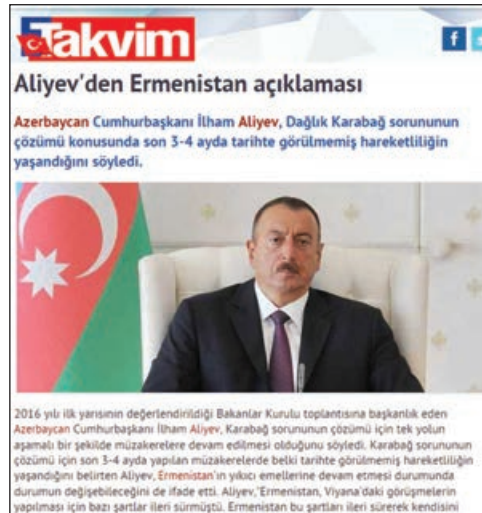 Takvim
f
Aliyev'den Ermenistan açıklaması
Azerbaycan Cumhurbaşkanı İlham Aliyev, Dağlık Karabağ sorununun
çözümü konusunda son 3-4 ayda tarihte görülmemiş hareketliliğin
yaşandığını söyledi.
2016 yılı ilk yarısının değerlendirildiği Bakanlar Kurulu toplantısına başkanlık eden
Azerbaycan Cumhurbaşkanı İlham Aliyev, Karabağ sorununun çözümü için tek yolun
aşamalı bir şekilde müzakerelere devam edilmesi olduğunu söyledi. Karabağ sorununun
çözümü için son 3-4 ayda yapılan müzakerelerde belki tarihte görülmemiş hareketliliğin
yaşandığını belirten Aliyev, Ermenistan'ın yıkıcı emellerine devam etmesi durumunda
durumun değişebileceğini de ifade etti. Aliyev,"Ermenistan, Viyana'daki görüşmelerin
yapılması için bazı şartlar ileri sürmüştü. Ermenistan bu şartları ileri sürerek kendisini